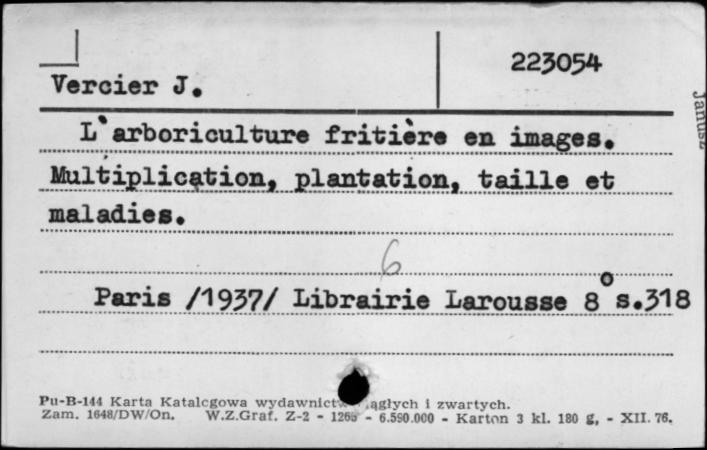 223054
Vercier J.
L'arboriculture fritière en images.
Multiplication, plantation, taille et
maladies.
6
Paris /1937/ Librairie Larousse 8° s.318
Pu-B-144 Karta Katalogowa wydawnictw ciągłych i zwartych.
Zam. 1648/DW/On. W.Z.Graf. Z-2 - 1265 - 6.590.000 - Karton 3 kl. 180 g, - XII. 76.
Janusz